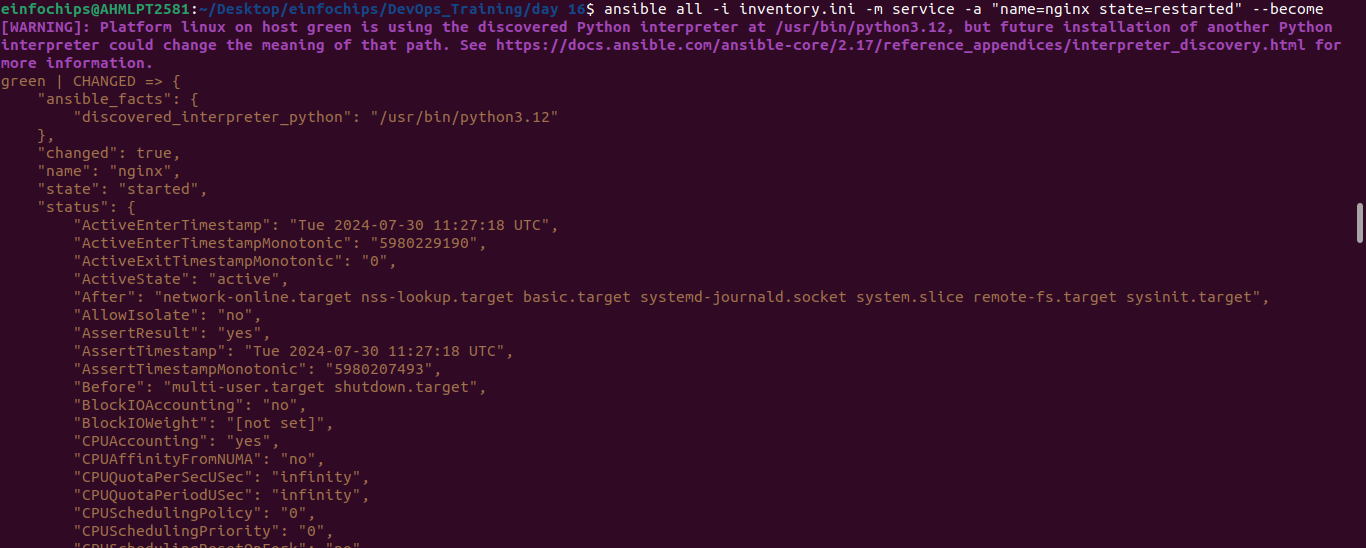 einfochips@AHMLPT2581:~/Desktop/einfochips/DevOps_Training/day 16$ ansible all -i inventory.ini -m service -a "name=nginx state=restarted" --become
[WARNING]: Platform linux on host green is using the discovered Python interpreter at /usr/bin/python3.12, but future installation of another Python
interpreter could change the meaning of that path. See https://docs.ansible.com/ansible-core/2.17/reference_appendices/interpreter_discovery.html for
more information.
green | CHANGED => {
    "ansible_facts": {
        "discovered_interpreter_python": "/usr/bin/python3.12"
    },
    "changed": true,
    "name": "nginx",
    "state": "started",
    "status": {
        "ActiveEnterTimestamp": "Tue 2024-07-30 11:27:18 UTC",
        "ActiveEnterTimestampMonotonic": "5980229190",
        "ActiveExitTimestampMonotonic": "0",
        "ActiveState": "active",
        "After": "network-online.target nss-lookup.target basic.target systemd-journald.socket system.slice remote-fs.target sysinit.target",
        "AllowIsolate": "no",
        "AssertResult": "yes",
        "AssertTimestamp": "Tue 2024-07-30 11:27:18 UTC",
        "AssertTimestampMonotonic": "5980207493",
        "Before": "multi-user.target shutdown.target",
        "BlockIOAccounting": "no",
        "BlockIOWeight": "[not set]",
        "CPUAccounting": "yes",
        "CPUAffinityFromNUMA": "no",
        "CPUQuotaPerSecUSec": "infinity",
        "CPUQuotaPeriodUSec": "infinity",
        "CPUSchedulingPolicy": "0",
        "CPUSchedulingPriority": "0",
        "CPUSchedulingResetOnFork": "no",